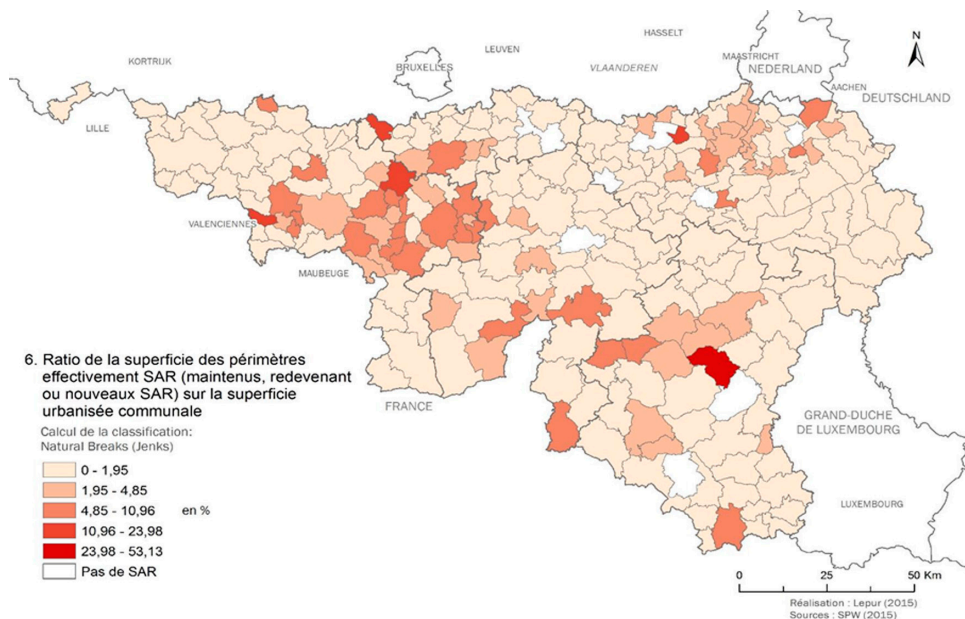 HASSELT
N
KORTRIJK
LEUVEN
MAASTRICHT
BRUXELLES
VLAANDEREN
NEDERLAND
AACHEN
DEUTSCHLAND
LILLE
VALENCIENNES
MAUBEUGE
6. Ratio de la superficie des périmètres
effectivement SAR (maintenus, redevenant
ou nouveaux SAR) sur la superficie
urbanisée communale
FRANCE
GRAND-DUCHE
DE LUXEMBOURG
Calcul de la classification:
Natural Breaks (Jenks)
0 - 1,95
1,95 - 4,85
4,85 - 10,96 en %
10,96 - 23,98
23,98 - 53,13
Pas de SAR
LUXEMBOURG
0 25 50 Km
Réalisation : Lepur (2015)
Sources : SPW (2015)